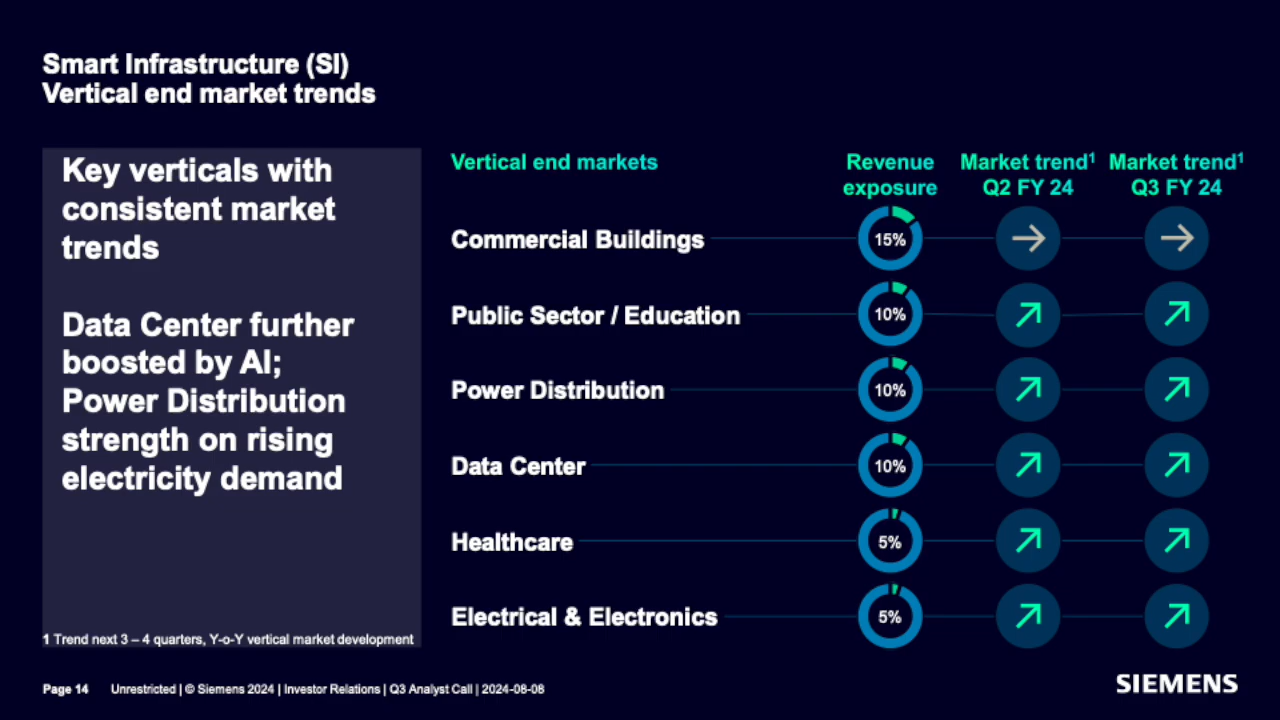 Smart Infrastructure (SI)
Vertical end market trends
Key verticals with
consistent market
trends
Data Center further
boosted by AI;
Power Distribution
strength on rising
electricity demand
1 Trend next 3 – 4 quarters, Y-o-Y vertical market development
Vertical end markets
Revenue
exposure
Market trend¹
Q2 FY 24
Market trend¹
Q3 FY 24
Commercial Buildings
15%
Public Sector / Education
10%
Power Distribution
10%
Data Center
10%
Healthcare
5%
Electrical & Electronics
5%
Page 14 Unrestricted | © Siemens 2024 | Investor Relations | Q3 Analyst Call | 2024-08-08
SIEMENS